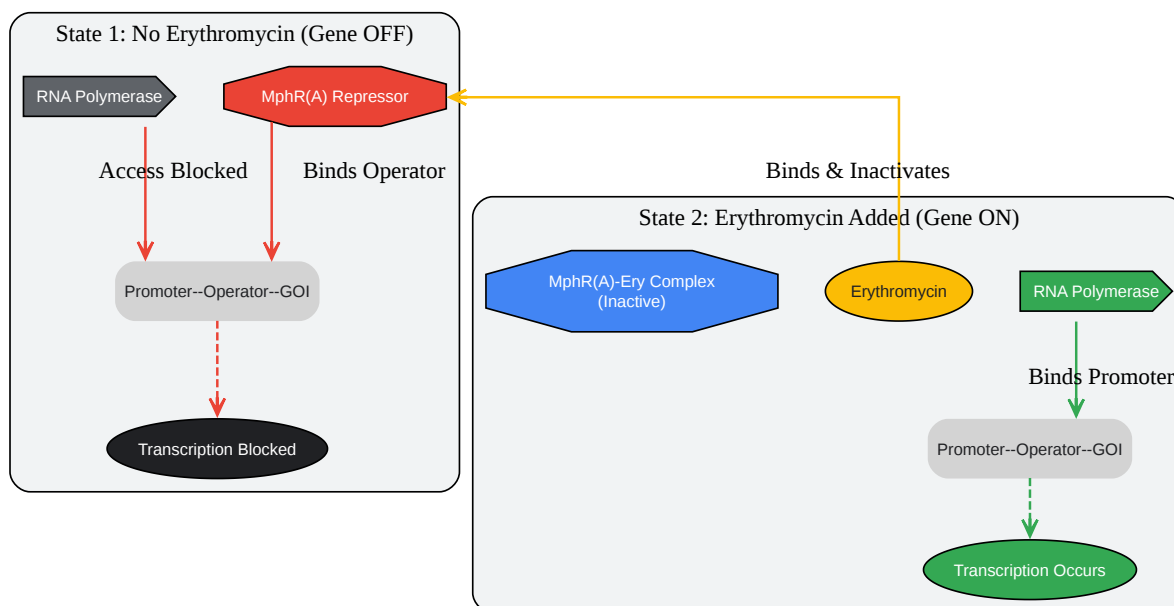 State 1: No Erythromycin (Gene OFF)
RNA Polymerase
MphR(A) Repressor
Access Blocked
Binds Operator
Promoter--Operator--GOI
Transcription Blocked
Binds & Inactivates
State 2: Erythromycin Added (Gene ON)
MphR(A)-Ery Complex
(Inactive)
Erythromycin
RNA Polymerase
Binds Promoter
Promoter--Operator--GOI
Transcription Occurs